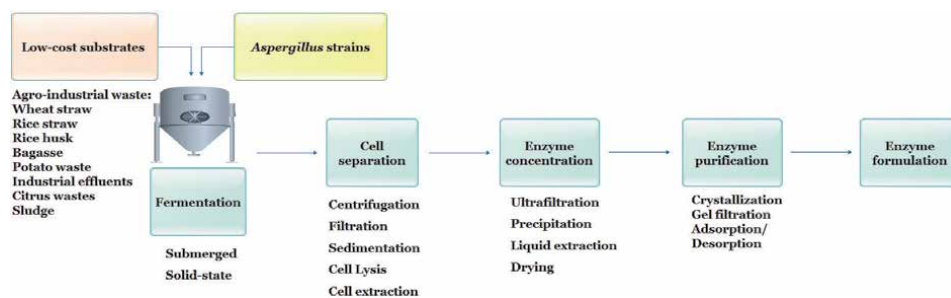 Low-cost substrates
Aspergillus strains
Agro-industrial waste:
Wheat straw
Rice straw
Rice husk
Bagasse
Potato waste
Industrial effluents
Citrus wastes
Sludge
Fermentation
Submerged
Solid-state
Cell
separation
Centrifugation
Filtration
Sedimentation
Cell Lysis
Cell extraction
Enzyme
concentration
Ultrafiltration
Precipitation
Liquid extraction
Drying
Enzyme
purification
Crystallization
Gel filtration
Adsorption/
Desorption
Enzyme
formulation